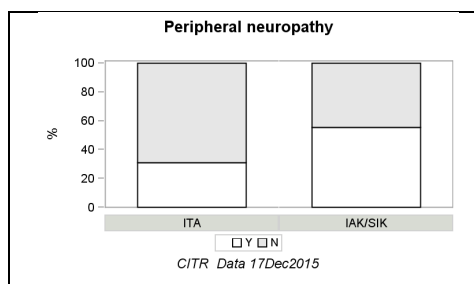 Peripheral neuropathy
100
80
60
40
20
0
%
ITA IAK/SIK
Y N
CITR Data 17Dec2015